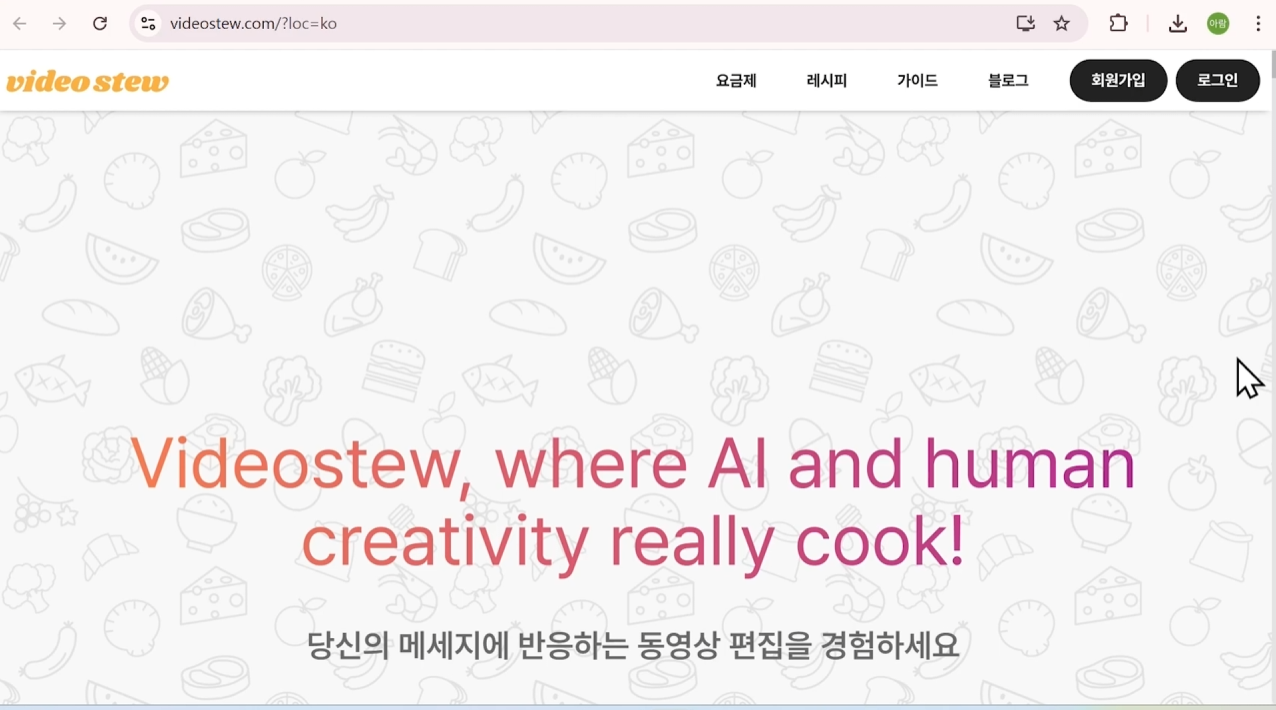 videostew.com/?loc=ko
아람
video stew
요금제
레시피
가이드
블로그
회원가입
로그인
Videostew, where AI and human
creativity really cook!
당신의 메세지에 반응하는 동영상 편집을 경험하세요